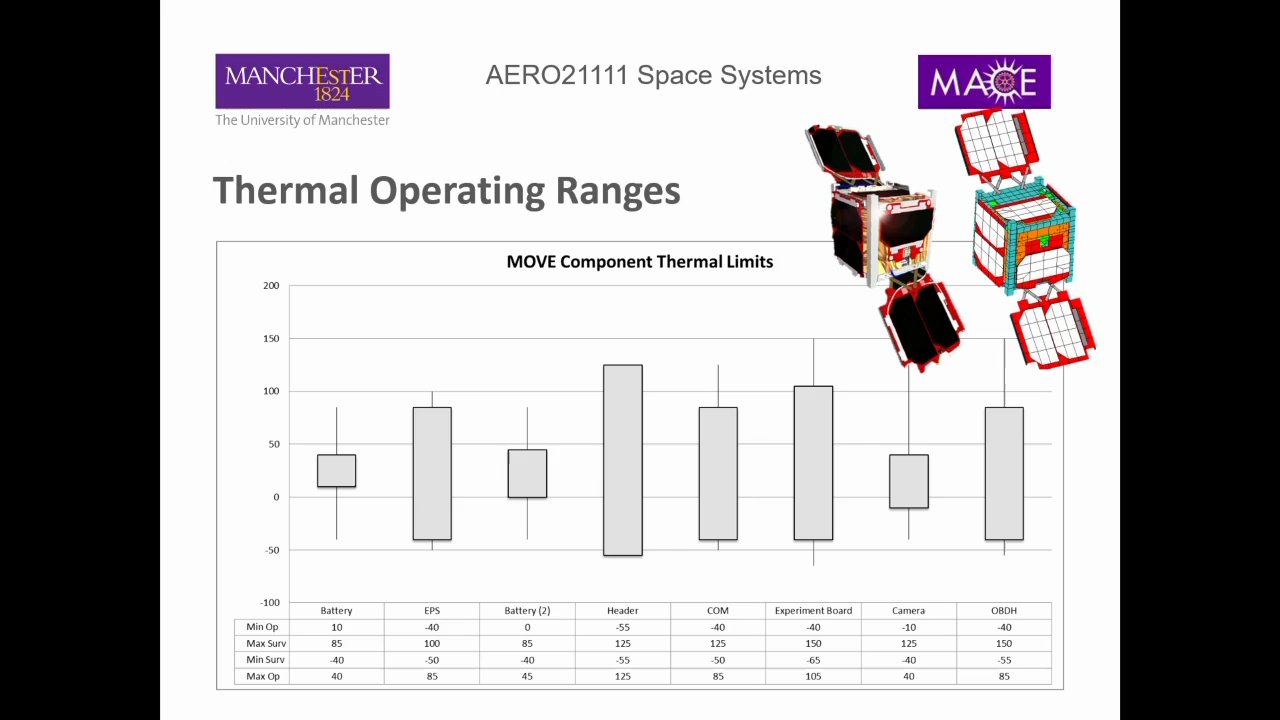 MANCHESTER
1824
The University of Manchester
AERO21111 Space Systems
MACE
Thermal Operating Ranges
MOVE Component Thermal Limits
200
150
100
50
0
-50
-100
Battery EPS Battery (2) Header COM Experiment Board Camera OBDH
Min Op 10 -40 0 -55 -40 -40 -10 -40
Max Surv 85 100 85 125 125 150 125 150
Min Surv -40 -50 -40 -55 -50 -65 -40 -55
Max Op 40 85 45 125 85 105 40 85